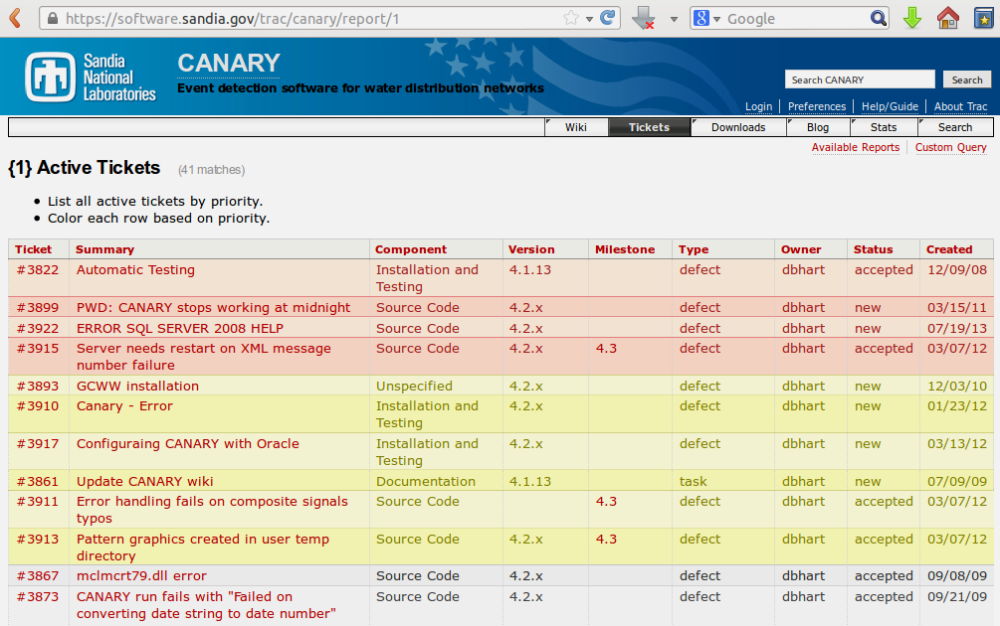 https://software.sandia.gov/trac/canary/report/1
8 Google
Sandia
National
Laboratories
CANARY
Event detection software for water distribution networks
Search CANARY Search
Login Preferences Help/Guide About Trac
Wiki Tickets Downloads Blog Stats Search
Available Reports Custom Query
{1} Active Tickets (41 matches)
• List all active tickets by priority.
• Color each row based on priority.
Ticket Summary Component Version Milestone Type Owner Status Created
#3822 Automatic Testing Installation and 4.1.13 defect dbhart accepted 12/09/08
Testing
#3899 PWD: CANARY stops working at midnight Source Code 4.2.x defect dbhart new 03/15/11
#3922 ERROR SQL SERVER 2008 HELP Source Code 4.2.x defect dbhart new 07/19/13
#3915 Server needs restart on XML message Source Code 4.2.x 4.3 defect dbhart accepted 03/07/12
number failure
#3893 GCWW installation Unspecified 4.2.x defect dbhart new 12/03/10
#3910 Canary - Error Installation and 4.2.x defect dbhart new 01/23/12
Testing
#3917 Configuraing CANARY with Oracle Installation and 4.2.x defect dbhart new 03/13/12
Testing
#3861 Update CANARY wiki Documentation 4.1.13 task dbhart new 07/09/09
#3911 Error handling fails on composite signals Source Code 4.3 defect dbhart accepted 03/07/12
typos
#3913 Pattern graphics created in user temp Source Code 4.2.x 4.3 defect dbhart accepted 03/07/12
directory
#3867 mclmcrt79.dll error Source Code 4.2.x defect dbhart accepted 09/08/09
#3873 CANARY run fails with "Failed on Source Code 4.2.x defect dbhart accepted 09/21/09
converting date string to date number"